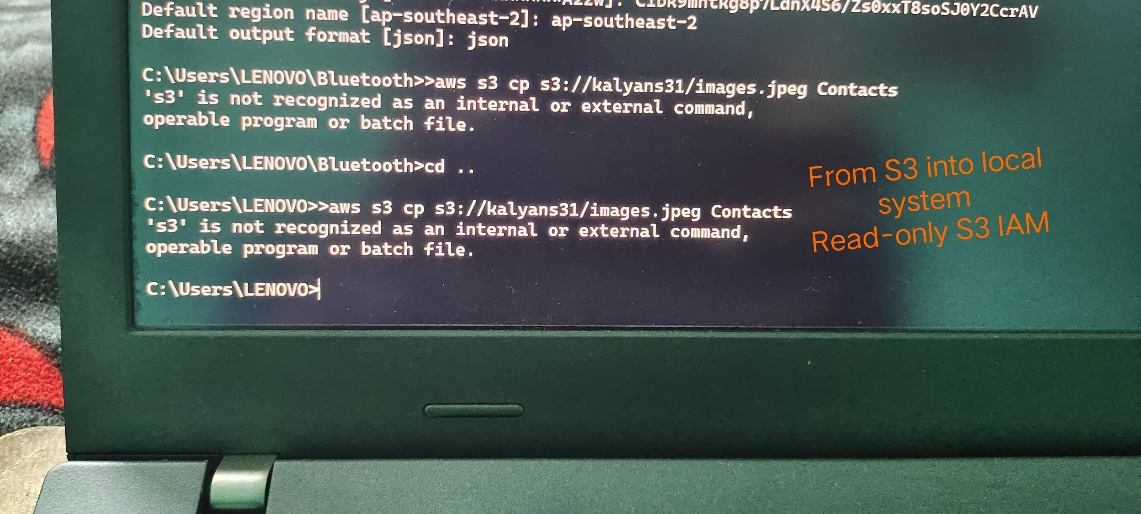 Default region name [ap-southeast-2]: ap-southeast-2
Default output format [json]: json
C:\Users\LENOVO\Bluetooth>>aws s3 cp s3://kalyans31/images.jpeg Contacts
's3' is not recognized as an internal or external command,
operable program or batch file.
C:\Users\LENOVO\Bluetooth>cd ..
C:\Users\LENOVO>>aws s3 cp s3://kalyans31/images.jpeg Contacts
's3' is not recognized as an internal or external command,
operable program or batch file.
C:\Users\LENOVO>
From S3 into local
system
Read-only S3 IAM